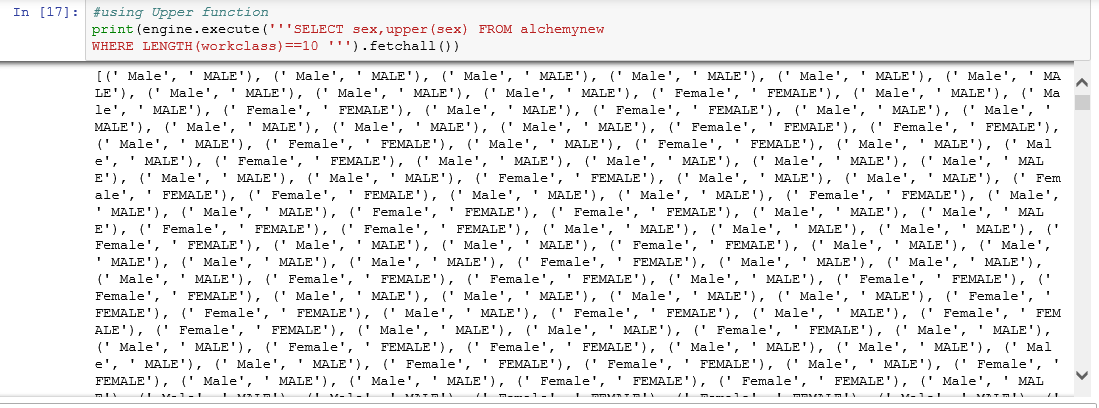 In [17]:
#using Upper function
print(engine.execute('''SELECT sex,upper(sex) FROM alchemynew
WHERE LENGTH(workclass)==10 ''').fetchall())
[(' Male', ' MALE'), (' Male', ' MALE'), (' Male', ' MALE'), (' Male', ' MALE'), (' Male', ' MALE'), (' Male', ' MA
LE'), (' Male', ' MALE'), (' Male', ' MALE'), (' Male', ' MALE'), (' Female', ' FEMALE'), (' Male', ' MALE'), (' Ma
le', ' MALE'), (' Female', ' FEMALE'), (' Male', ' MALE'), (' Female', ' FEMALE'), (' Male', ' MALE'), (' Male', '
MALE'), (' Male', ' MALE'), (' Male', ' MALE'), (' Male', ' MALE'), (' Female', ' FEMALE'), (' Female', ' FEMALE'),
(' Male', ' MALE'), (' Female', ' FEMALE'), (' Male', ' MALE'), (' Female', ' FEMALE'), (' Male', ' MALE'), (' Mal
e', ' MALE'), (' Female', ' FEMALE'), (' Male', ' MALE'), (' Male', ' MALE'), (' Male', ' MALE'), (' Male', ' MAL
E'), (' Male', ' MALE'), (' Male', ' MALE'), (' Female', ' FEMALE'), (' Male', ' MALE'), (' Male', ' MALE'), (' Fem
ale', ' FEMALE'), (' Female', ' FEMALE'), (' Male', ' MALE'), (' Male', ' MALE'), (' Female', ' FEMALE'), (' Male',
' MALE'), (' Male', ' MALE'), (' Female', ' FEMALE'), (' Female', ' FEMALE'), (' Male', ' MALE'), (' Male', ' MAL
E'), (' Female', ' FEMALE'), (' Female', ' FEMALE'), (' Male', ' MALE'), (' Male', ' MALE'), (' Male', ' MALE'), ('
Female', ' FEMALE'), (' Male', ' MALE'), (' Male', ' MALE'), (' Female', ' FEMALE'), (' Male', ' MALE'), (' Male',
' MALE'), (' Male', ' MALE'), (' Male', ' MALE'), (' Female', ' FEMALE'), (' Male', ' MALE'), (' Male', ' MALE'),
(' Male', ' MALE'), (' Female', ' FEMALE'), (' Female', ' FEMALE'), (' Male', ' MALE'), (' Female', ' FEMALE'), ('
Female', ' FEMALE'), (' Male', ' MALE'), (' Male', ' MALE'), (' Male', ' MALE'), (' Male', ' MALE'), (' Female', '
FEMALE'), (' Female', ' FEMALE'), (' Male', ' MALE'), (' Female', ' FEMALE'), (' Male', ' MALE'), (' Female', ' FEM
ALE'), (' Female', ' FEMALE'), (' Male', ' MALE'), (' Male', ' MALE'), (' Female', ' FEMALE'), (' Male', ' MALE'),
(' Male', ' MALE'), (' Female', ' FEMALE'), (' Female', ' FEMALE'), (' Male', ' MALE'), (' Male', ' MALE'), (' Mal
e', ' MALE'), (' Male', ' MALE'), (' Female', ' FEMALE'), (' Female', ' FEMALE'), (' Male', ' MALE'), (' Female', '
FEMALE'), (' Male', ' MALE'), (' Male', ' MALE'), (' Female', ' FEMALE'), (' Female', ' FEMALE'), (' Male', ' MAL